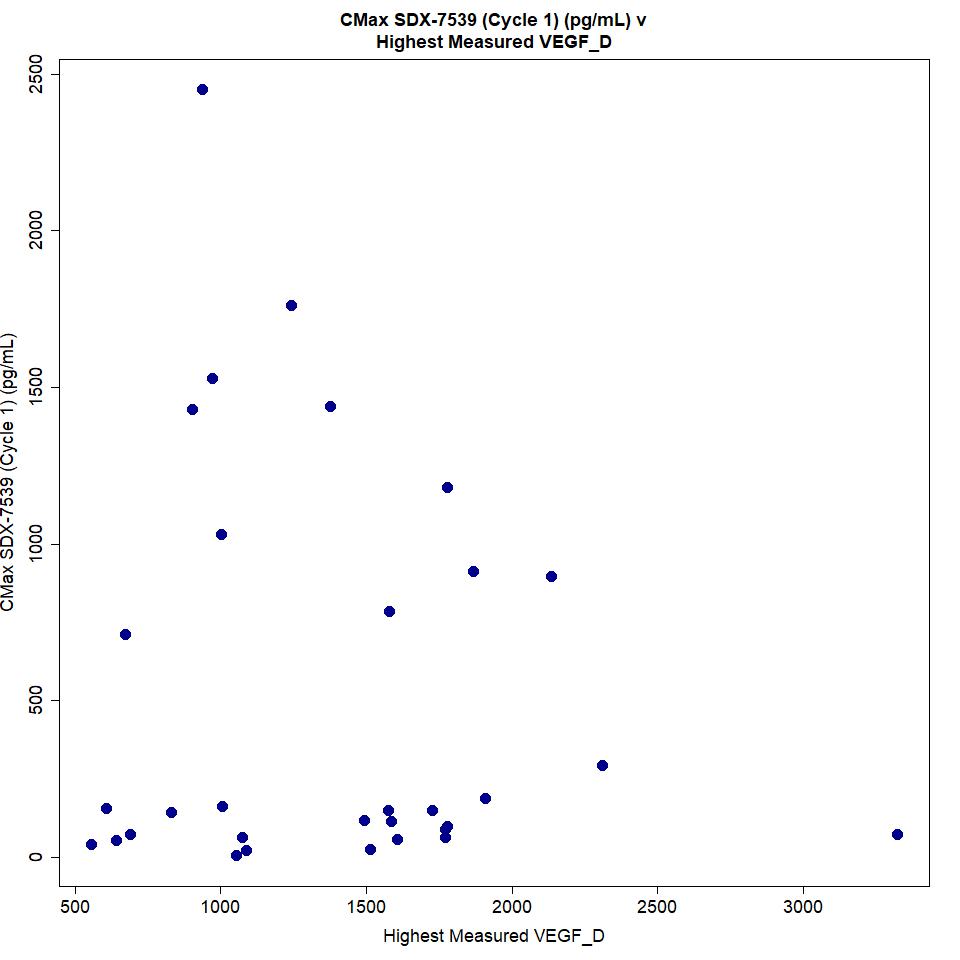 CMax SDX-7539 (Cycle 1) (pg/mL) v
Highest Measured VEGF_D
CMax SDX-7539 (Cycle 1) (pg/mL)
2500
2000
1500
1000
500
0
500 1000 1500 2000 2500 3000
Highest Measured VEGF_D